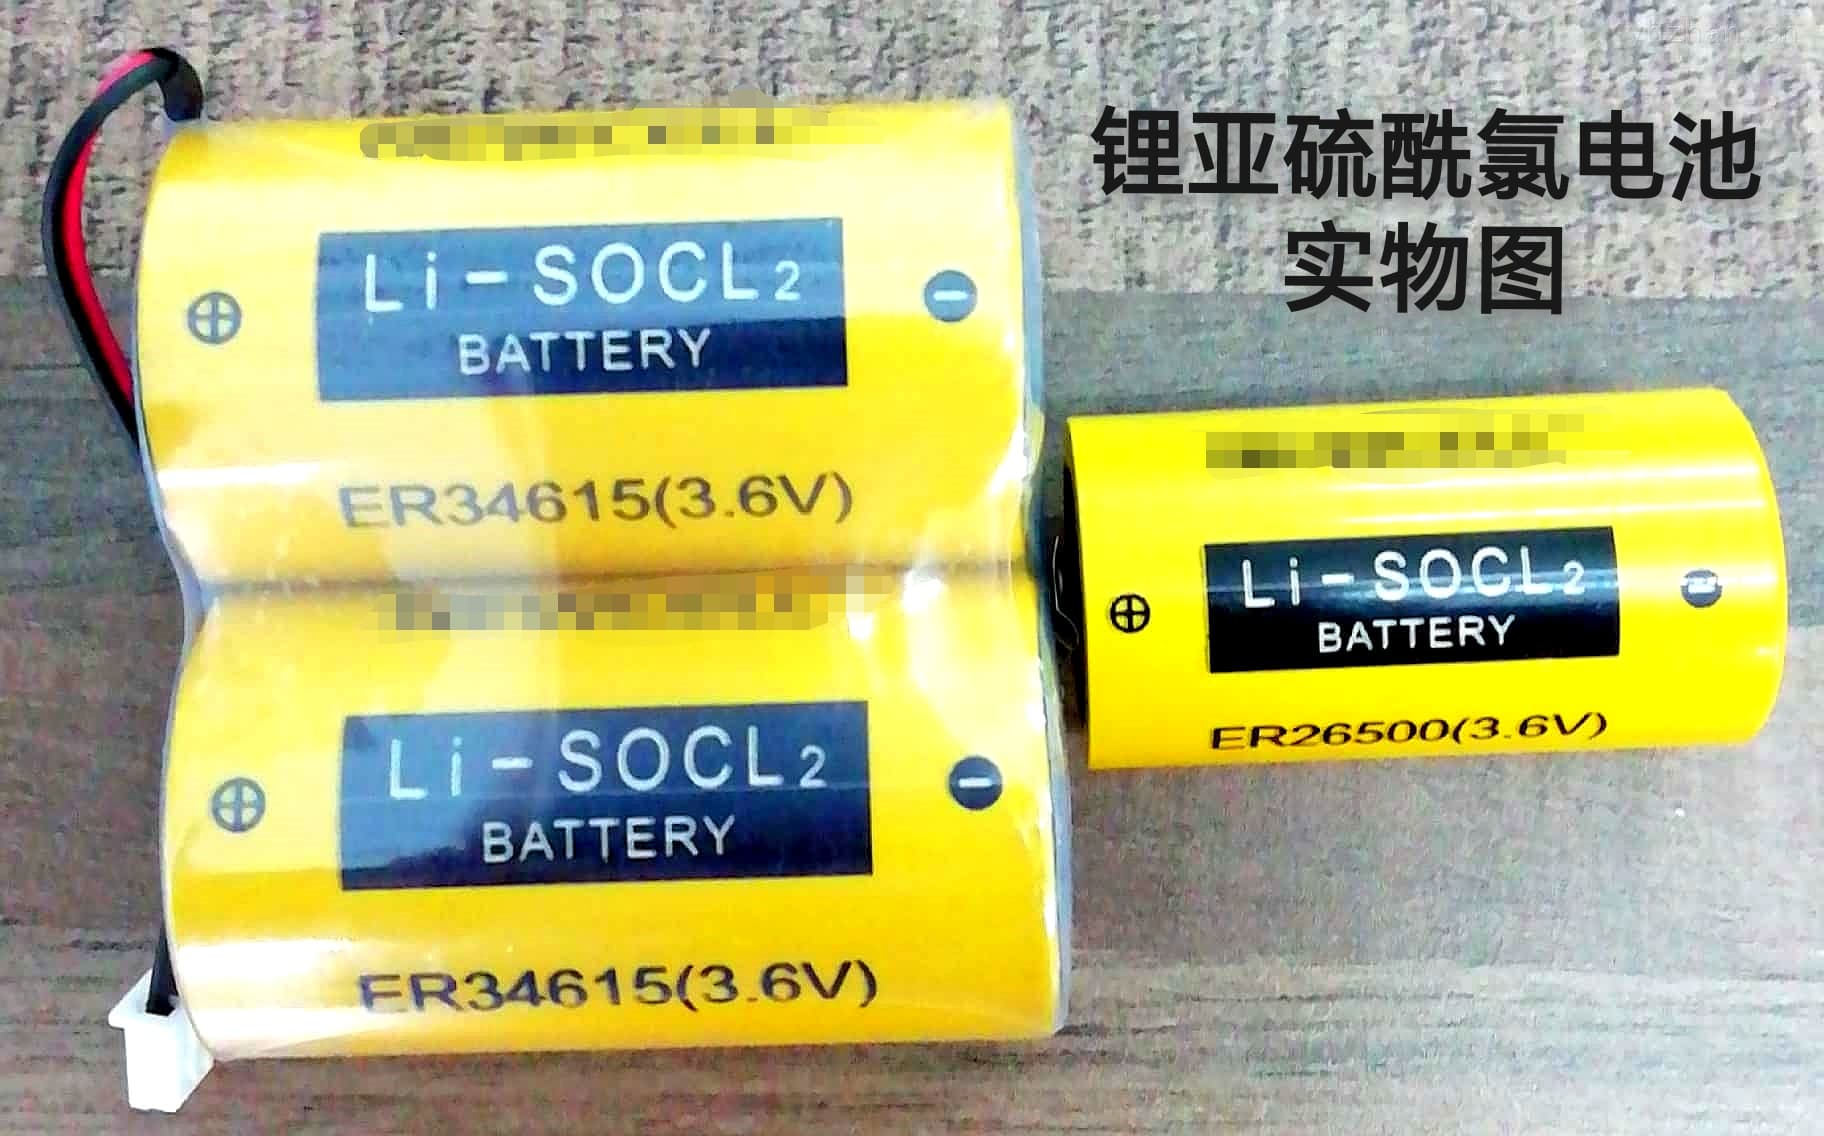 锂亚硫酰氯电池
实物图
Li-SOCL₂
BATTERY
ER34615(3.6V)
Li-SOCL₂
BATTERY
ER34615(3.6V)
Li-SOCL₂
BATTERY
ER26500(3.6V)